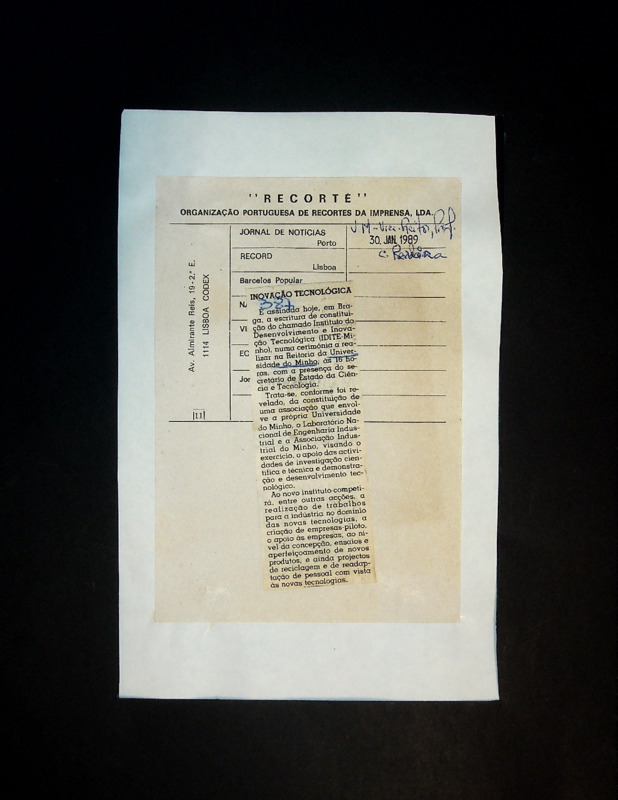 "RECORTE"
ORGANIZAÇÃO PORTUGUESA DE RECORTES DA IMPRENSA, LDA.
Av. Almirante Reis, 19-2.º E.
1114 LISBOA CODEX
JORNAL DE NOTICIAS
Porto
RECORD
Lisboa
Barcelos Popular
30. JAN. 1989
INOVAÇÃO TECNOLÓGICA
É assinada hoje, em Bra-
ga, a escritura de constitui-
ção do chamado Instituto do
Desenvolvimento e Inova-
ção Tecnológica (IDITE-Mi-
nho), numa cerimónia a rea-
lizar na Reitoria da Univer-
sidade do Minho, às 16 ho-
ras, com a presença do se-
cretário de Estado da Ciên-
cia e Tecnologia.
Trata-se, conforme foi re-
velado, da constituição de
uma associação que envol-
ve a própria Universidade
do Minho, o Laboratório Na-
cional de Engenharia Indus-
trial e a Associação Indus-
trial do Minho, visando o
exercício, o apoio das activi-
dades de investigação cien-
tífica e técnica e demonstra-
ção e desenvolvimento tec-
nológico.
Ao novo instituto competi-
rá, entre outras acções, a
realização de trabalhos
para a indústria no domínio
das novas tecnologias, a
criação de empresas-piloto,
o apoio às empresas, ao ní-
vel da concepção, ensaios e
aperfeiçoamento de novos
produtos, e ainda projectos
de reciclagem e de readap-
tação de pessoal com vista
às novas tecnologias.